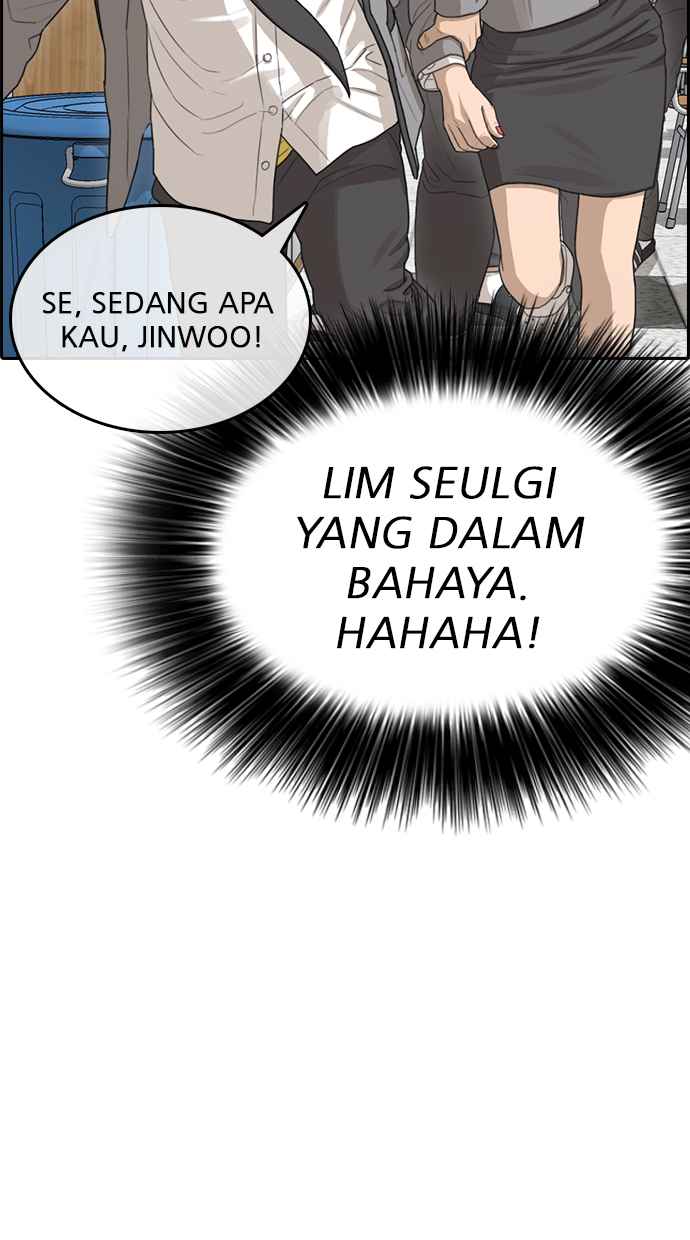 SE, SEDANG APA
KAU, JINWOO!
LIM SEULGI
YANG DALAM
BAHAYA.
HAHAHA!